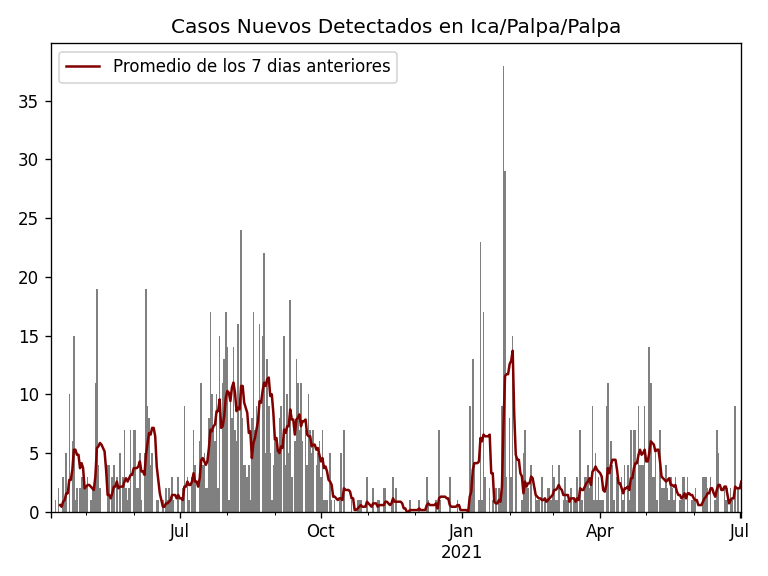 Casos Nuevos Detectados en Ica/Palpa/Palpa
Promedio de los 7 dias anteriores
35
30
25
20
15
10
5
0
Jul
Oct
Jan
2021
Apr
Jul